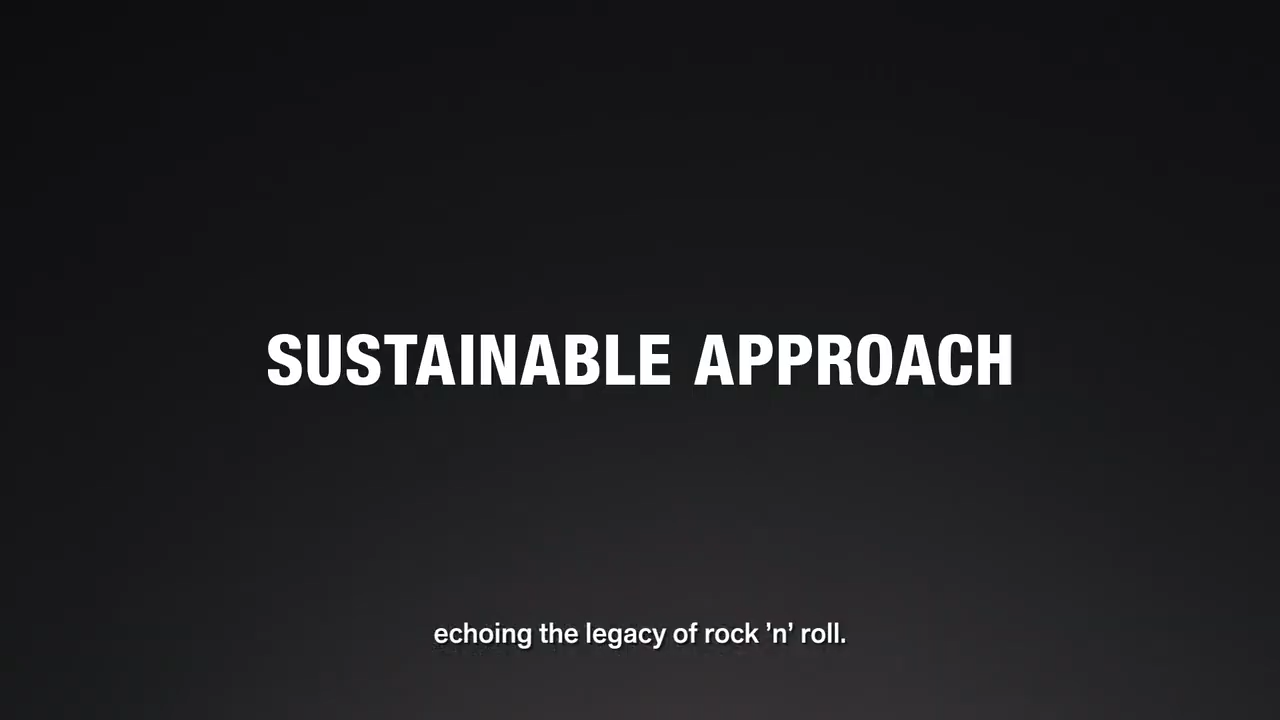 SUSTAINABLE APPROACH
echoing the legacy of rock ’n’ roll.